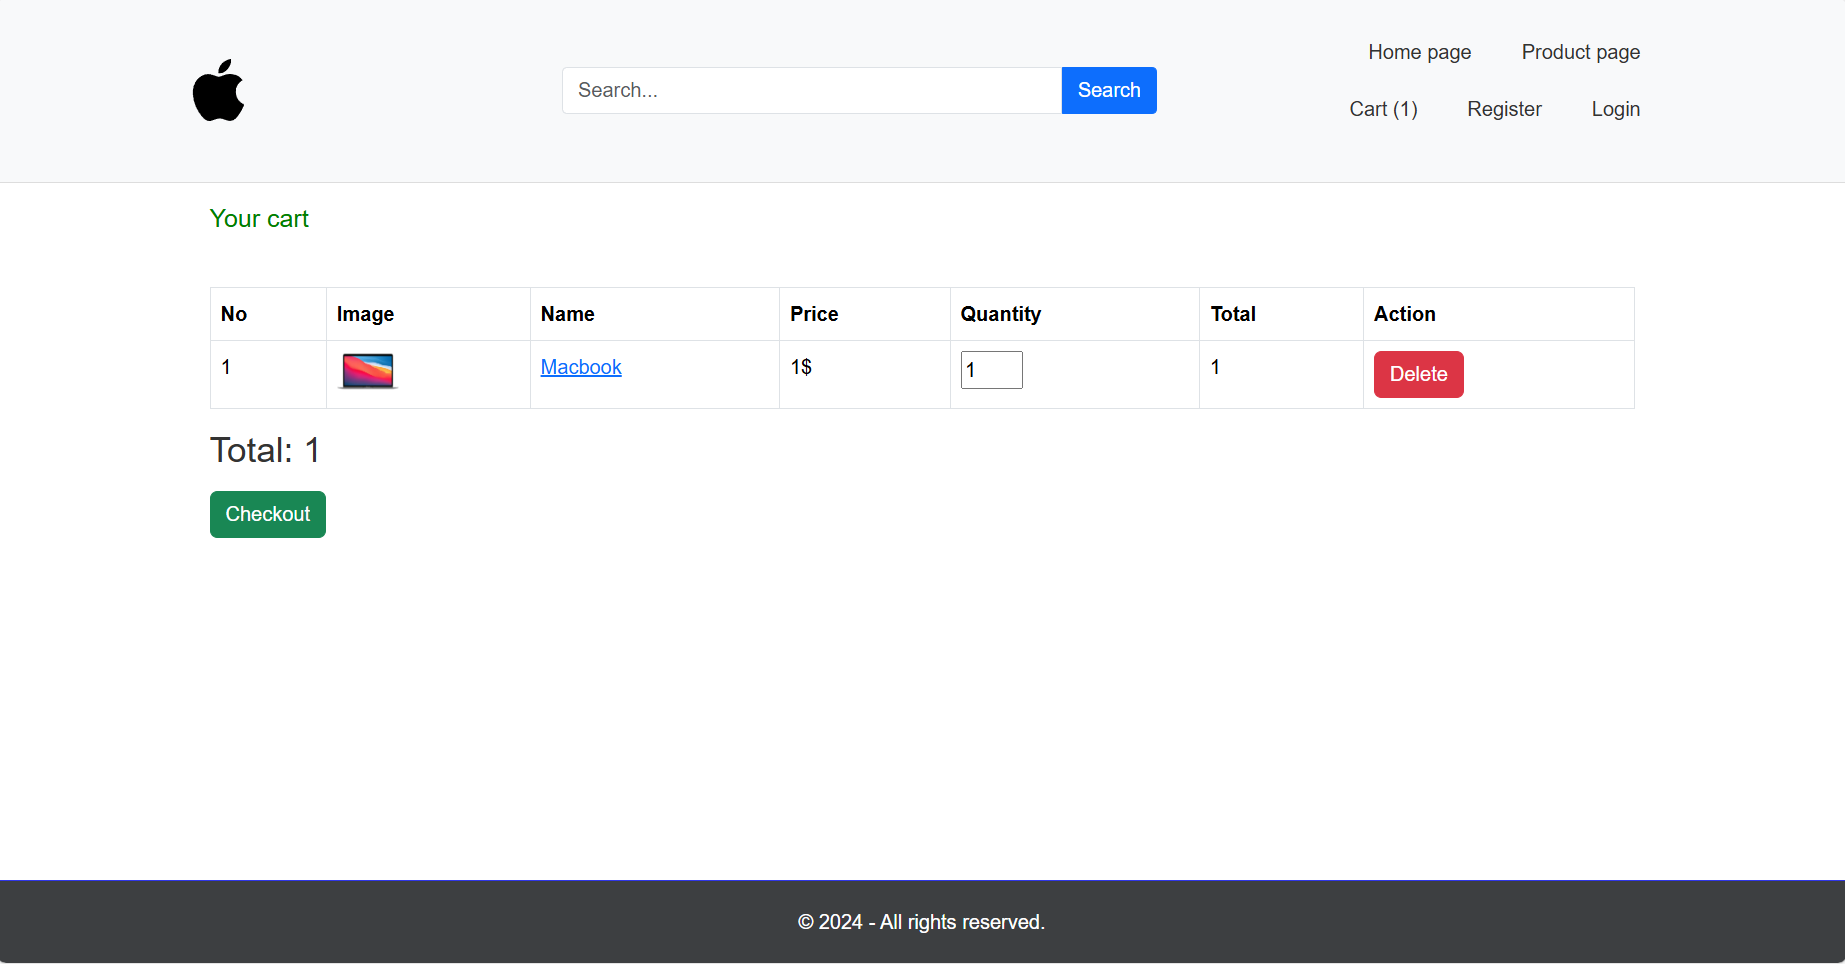 Home page Product page
Search... Search
Cart (1) Register Login
Your cart
No Image Name Price Quantity Total Action
1 Macbook 1$ 1 1 Delete
Total: 1
Checkout
© 2024 - All rights reserved.